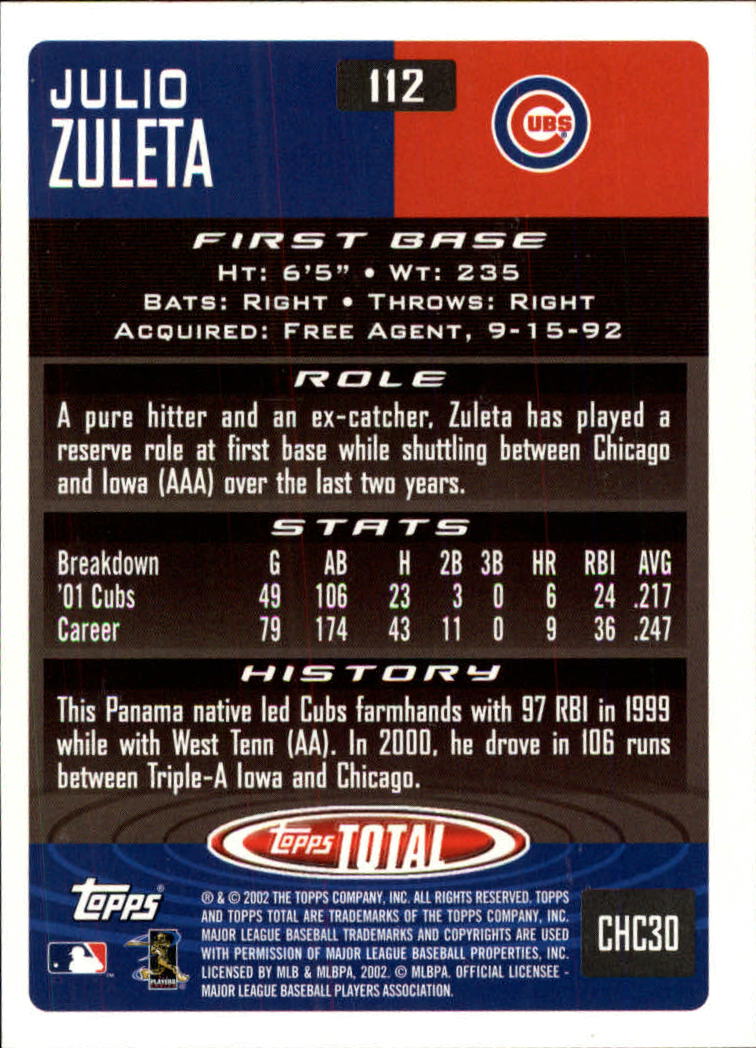 JULIO
ZULETA
112
CUBS
FIRST BASE
HT: 6'5" • WT: 235
BATS: RIGHT • THROWS: RIGHT
ACQUIRED: FREE AGENT, 9-15-92
ROLE
A pure hitter and an ex-catcher, Zuleta has played a
reserve role at first base while shuttling between Chicago
and Iowa (AAA) over the last two years.
STATS
Breakdown G AB H 2B 3B HR RBI AVG
'01 Cubs 49 106 23 3 0 6 24 .217
Career 79 174 43 11 0 9 36 .247
HISTORY
This Panama native led Cubs farmhands with 97 RBI in 1999
while with West Tenn (AA). In 2000, he drove in 106 runs
between Triple-A Iowa and Chicago.
Topps TOTAL
Topps®
® & © 2002 THE TOPPS COMPANY, INC. ALL RIGHTS RESERVED. TOPPS
AND TOPPS TOTAL ARE TRADEMARKS OF THE TOPPS COMPANY, INC.
MAJOR LEAGUE BASEBALL TRADEMARKS AND COPYRIGHTS ARE USED
WITH PERMISSION OF MAJOR LEAGUE BASEBALL PROPERTIES, INC.
LICENSED BY MLB & MLBPA, 2002. © MLBPA. OFFICIAL LICENSEE -
MAJOR LEAGUE BASEBALL PLAYERS ASSOCIATION.
PLAYERS
CHC30